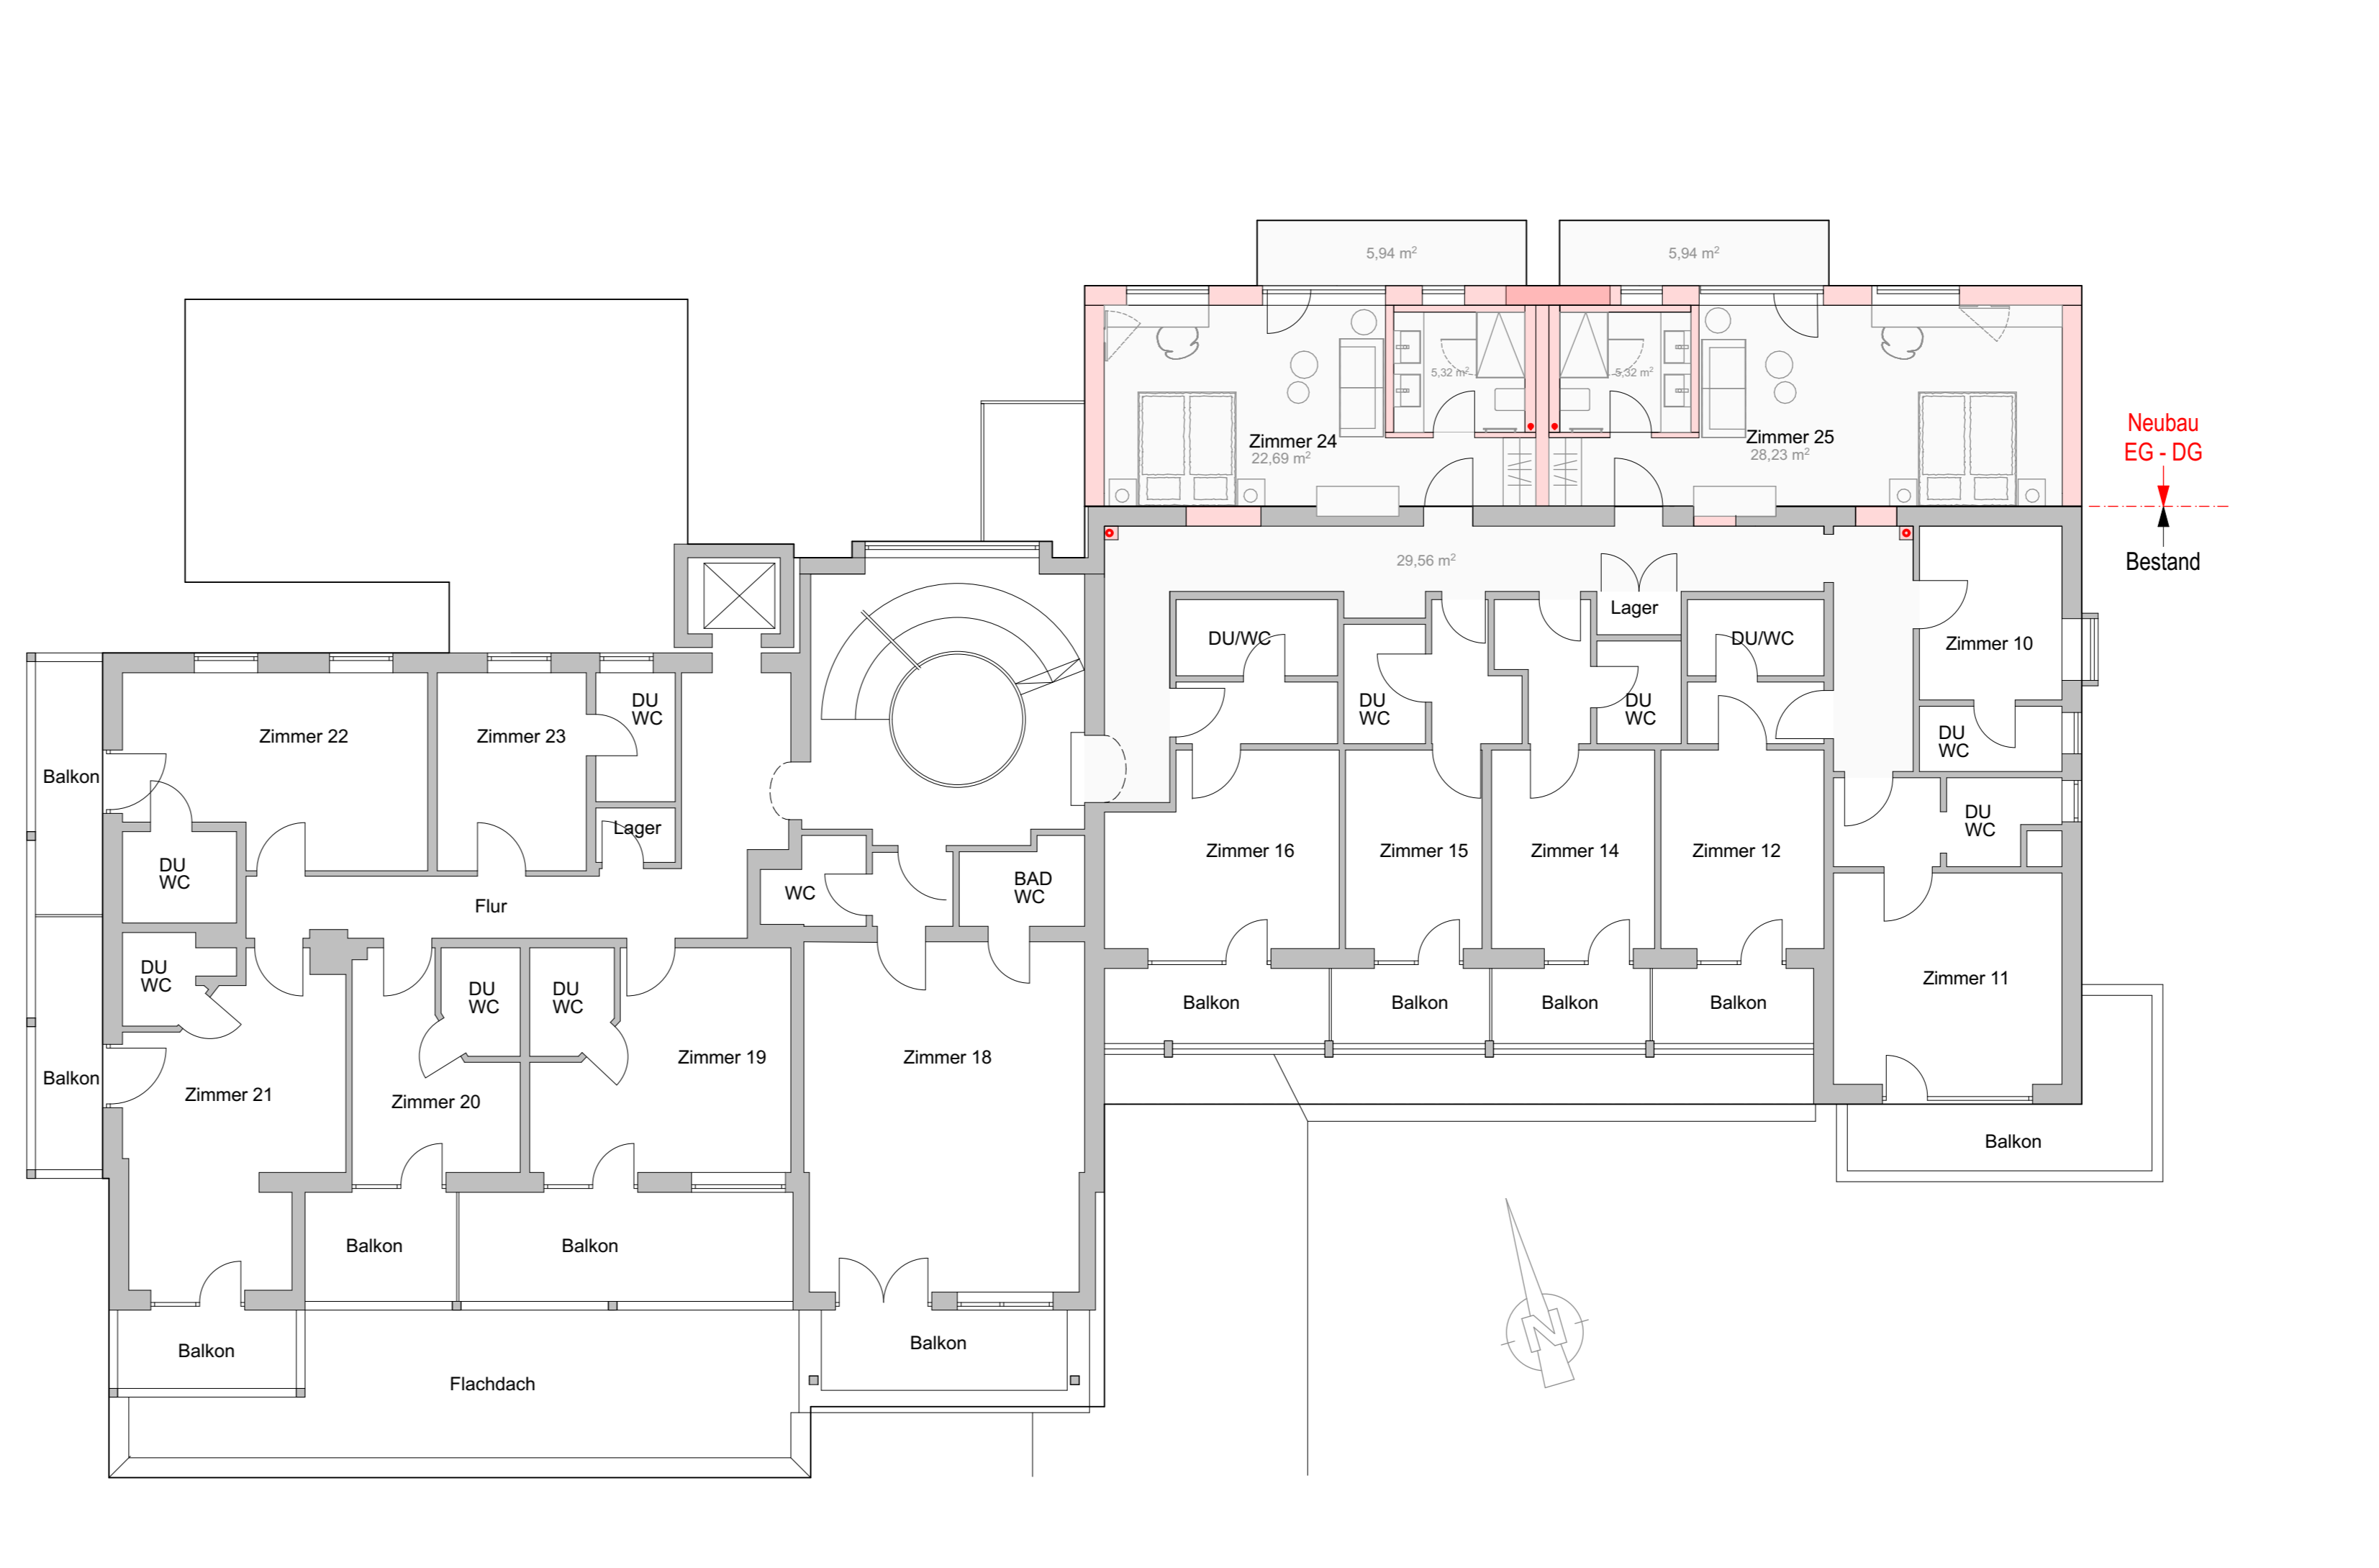 5,94 m²
5,94 m²
5,32 m²
5,32 m²
Zimmer 24
22,69 m²
Zimmer 25
28,23 m²
Neubau
EG - DG
Bestand
29,56 m²
Lager
DU/WC
DU/WC
Zimmer 10
DU
WC
DU
WC
DU
WC
DU
WC
Zimmer 22
Zimmer 23
Balkon
Lager
DU
WC
Zimmer 16
Zimmer 15
Zimmer 14
Zimmer 12
DU
WC
WC
BAD
WC
Flur
DU
WC
DU
WC
DU
WC
Zimmer 11
Balkon
Balkon
Balkon
Balkon
Zimmer 19
Zimmer 18
Balkon
Zimmer 21
Zimmer 20
Balkon
Balkon
Balkon
Balkon
Balkon
Flachdach
N